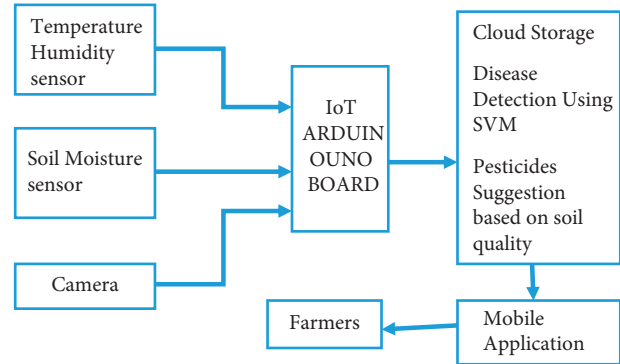 Temperature
Humidity
sensor
Soil Moisture
sensor
Camera
IoT
ARDUIN
OUNO
BOARD
Cloud Storage
Disease
Detection Using
SVM
Pesticides
Suggestion
based on soil
quality
Mobile
Application
Farmers